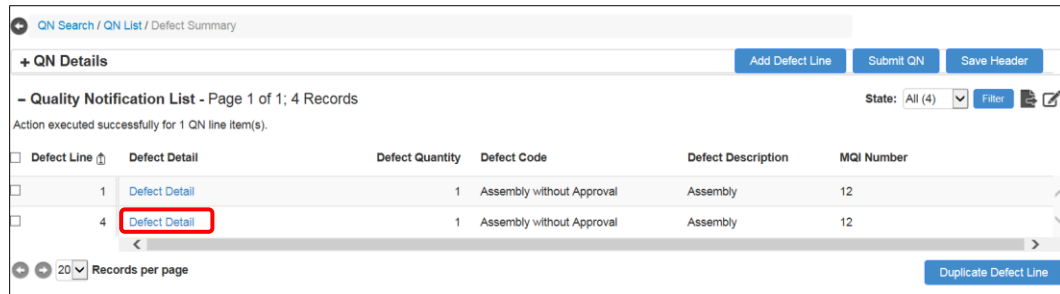 QN Search / QN List / Defect Summary
+ QN Details Add Defect Line Submit QN Save Header
– Quality Notification List - Page 1 of 1; 4 Records State: All (4) Filter
Action executed successfully for 1 QN line item(s).
Defect Line Defect Detail Defect Quantity Defect Code Defect Description MQI Number
1 Defect Detail 1 Assembly without Approval Assembly 12
4 Defect Detail 1 Assembly without Approval Assembly 12
20 Records per page Duplicate Defect Line